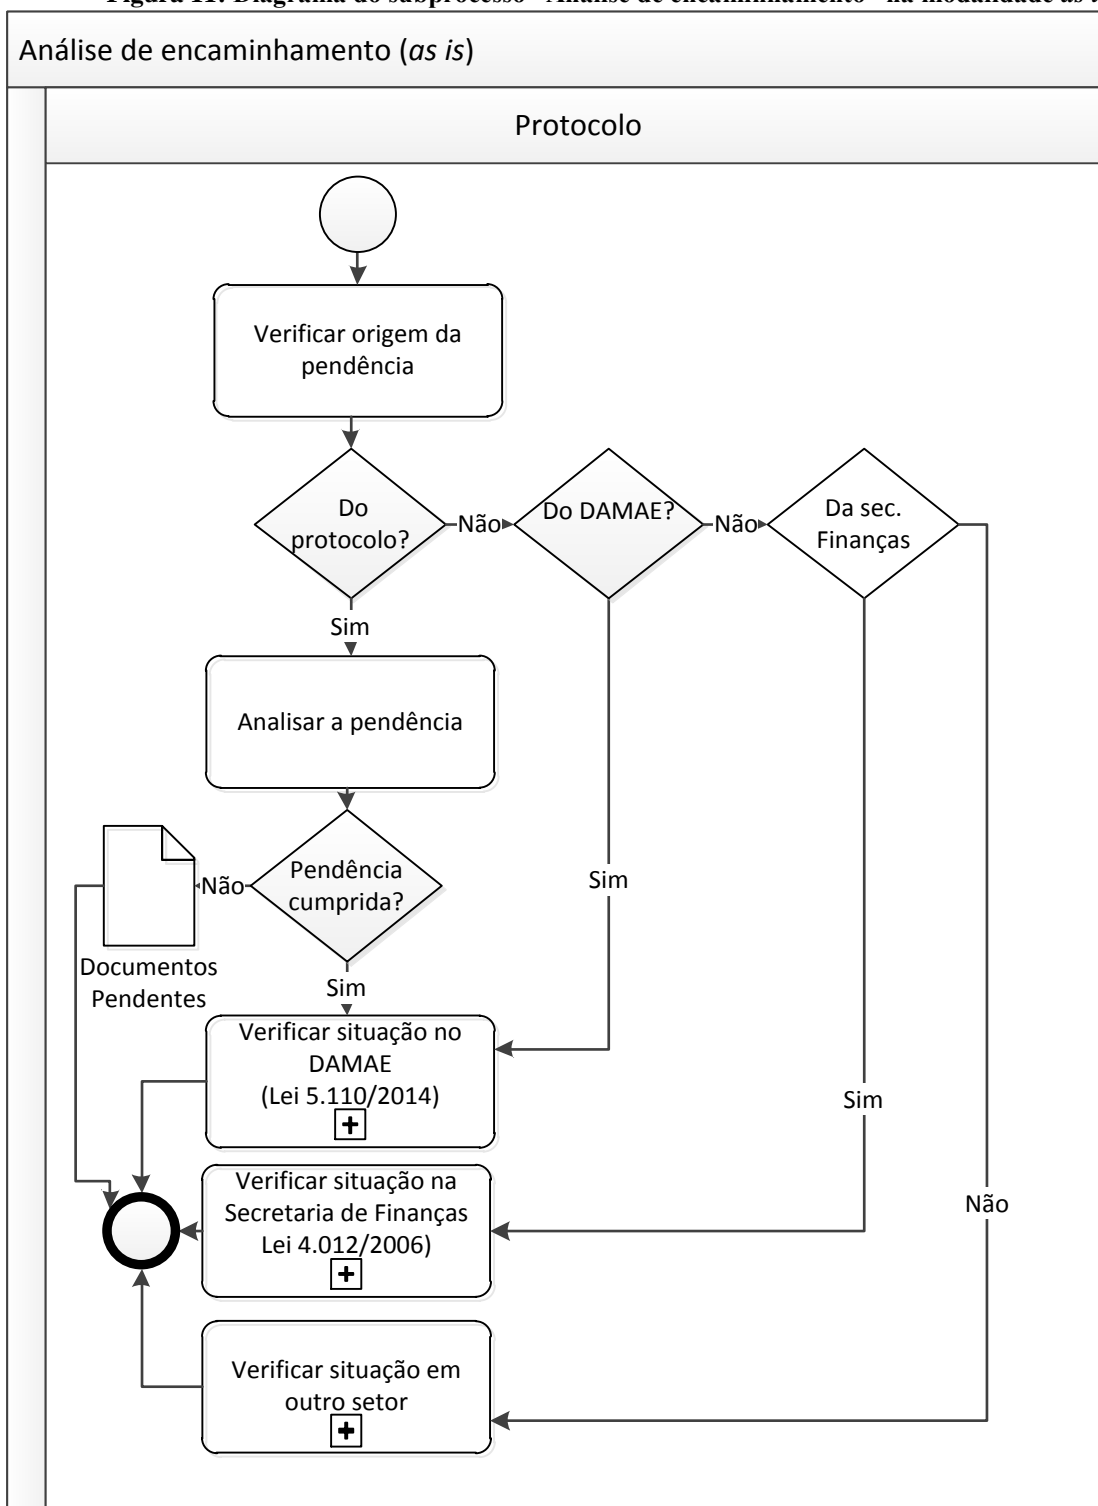 Figura 11: Diagrama do subprocesso "Análise de encaminhamento" na modalidade as
Análise de encaminhamento (as is)
Protocolo
Verificar origem da
pendência
Do
protocolo?
Não
Do DAMAE?
Não
Da sec.
Finanças
Sim
Analisar a pendência
Sim
Pendência
cumprida?
Não
Documentos
Pendentes
Sim
Verificar situação no
DAMAE
(Lei 5.110/2014)
Sim
Verificar situação na
Secretaria de Finanças
Lei 4.012/2006)
Não
Verificar situação em
outro setor